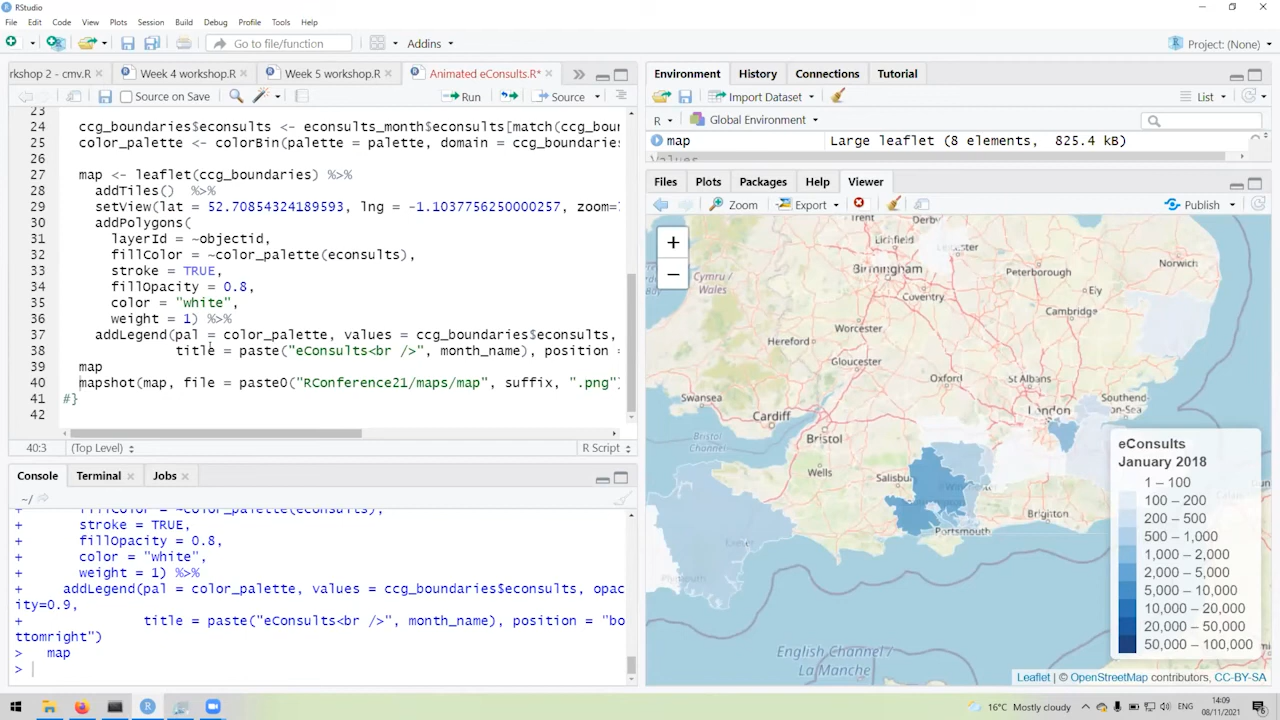 RStudio
File Edit Code View Plots Session Build Debug Profile Tools Help
Go to file/function Addins Project: (None)
rkshop 2 - cmv.R Week 4 workshop.R Week 5 workshop.R Animated eConsults.R*
Source on Save Run Source
23
24 ccg_boundaries$econsults <- econsults_month$econsults[match(ccg_bou
25 color_palette <- colorBin(palette = palette, domain = ccg_boundaries
26
27 map <- leaflet(ccg_boundaries) %>%
28 addTiles() %>%
29 setView(lat = 52.70854324189593, lng = -1.1037756250000257, zoom=
30 addPolygons(
31 layerId = ~objectid,
32 fillColor = ~color_palette(econsults),
33 stroke = TRUE,
34 fillOpacity = 0.8,
35 color = "white",
36 weight = 1) %>%
37 addLegend(pal = color_palette, values = ccg_boundaries$econsults,
38 title = paste("eConsults<br />", month_name), position =
39 map
40 mapshot(map, file = paste0("RConference21/maps/map", suffix, ".png")
41 #}
42
40:3 (Top Level) R Script
Console Terminal Jobs
~/
+ fillColor = ~color_palette(econsults),
+ stroke = TRUE,
+ fillOpacity = 0.8,
+ color = "white",
+ weight = 1) %>%
+ addLegend(pal = color_palette, values = ccg_boundaries$econsults, opac
ity=0.9,
+ title = paste("eConsults<br />", month_name), position = "bo
ttomright")
> map
>
Environment History Connections Tutorial
Import Dataset List
R Global Environment
map Large leaflet (8 elements, 825.4 kB)
Values
Files Plots Packages Help Viewer
Zoom Export Publish
+
−
Trent
Derby
Lichfield
Leicester
Norwich
Cymru /
Wales
Birmingham
Peterborough
Ely
Coventry
Cambridge
Worcester
Hereford
Gloucester
Oxford
St Albans
Swansea
London
Southend-
on-Sea
Cardiff
Bristol
Bristol
Channel
Wells
Salisbury
Brighton
Portsmouth
Exeter
Plymouth
English Channel /
La Manche
eConsults
January 2018
1 – 100
100 – 200
200 – 500
500 – 1,000
1,000 – 2,000
2,000 – 5,000
5,000 – 10,000
10,000 – 20,000
20,000 – 50,000
50,000 – 100,000
Leaflet | © OpenStreetMap contributors, CC-BY-SA
16°C Mostly cloudy ENG 14:09
08/11/2021